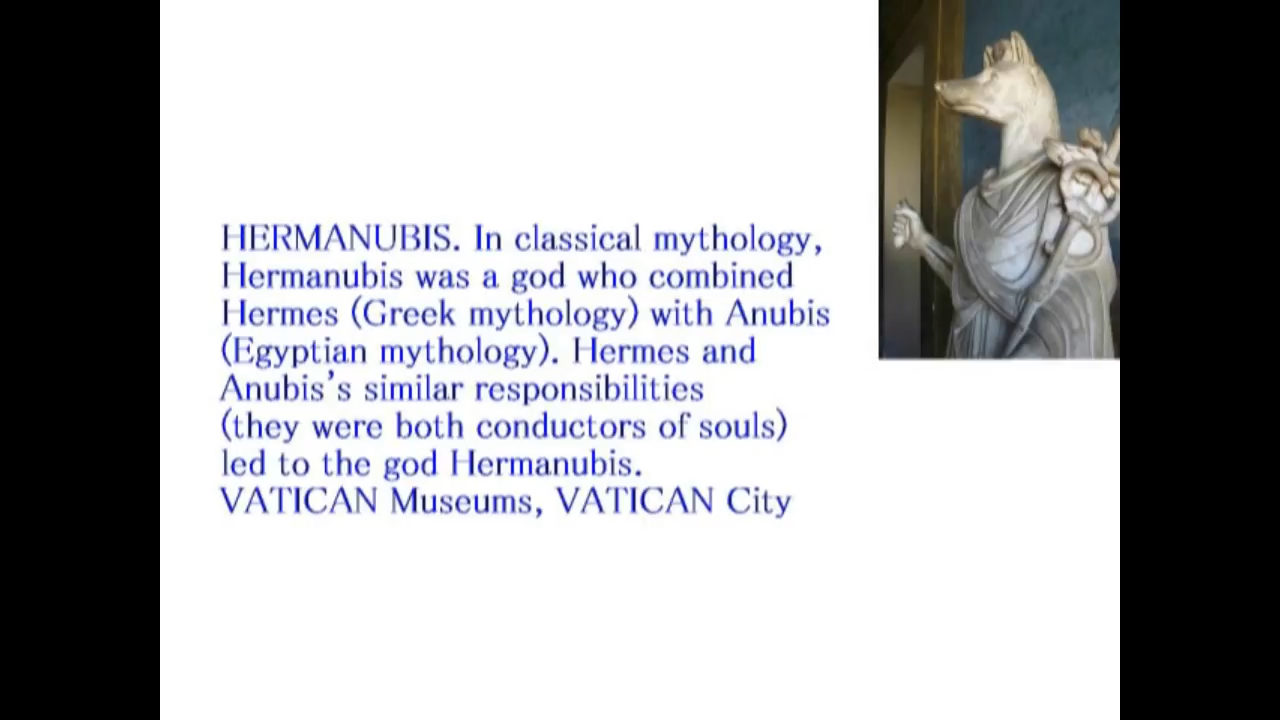 HERMANUBIS. In classical mythology,
Hermanubis was a god who combined
Hermes (Greek mythology) with Anubis
(Egyptian mythology). Hermes and
Anubis’s similar responsibilities
(they were both conductors of souls)
led to the god Hermanubis.
VATICAN Museums, VATICAN City